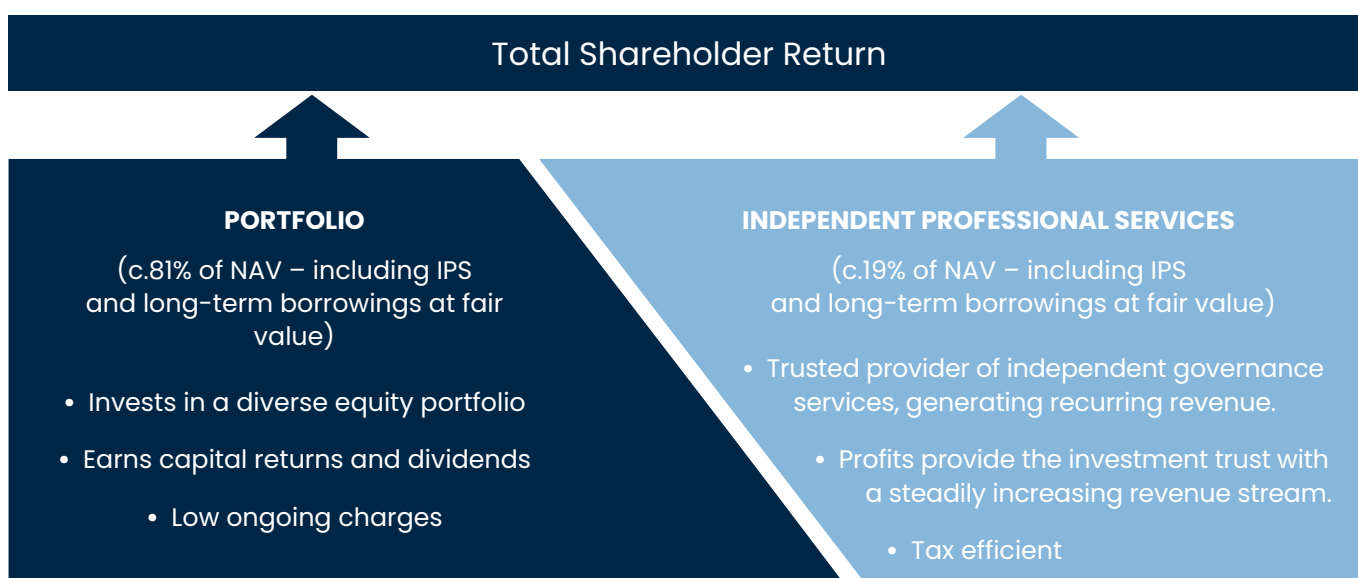 Total Shareholder Return
PORTFOLIO
(c.81% of NAV – including IPS
and long-term borrowings at fair
value)
• Invests in a diverse equity portfolio
• Earns capital returns and dividends
• Low ongoing charges
INDEPENDENT PROFESSIONAL SERVICES
(c.19% of NAV – including IPS
and long-term borrowings at fair value)
• Trusted provider of independent governance
services, generating recurring revenue.
• Profits provide the investment trust with
a steadily increasing revenue stream.
• Tax efficient